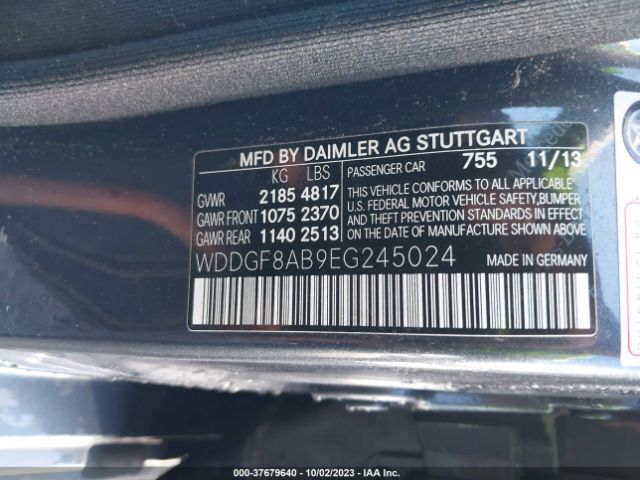 MFD BY DAIMLER AG STUTTGART
KG LBS
GVWR 2185 4817
GAWR FRONT 1075 2370
GAWR REAR 1140 2513
PASSENGER CAR 755 11/13
THIS VEHICLE CONFORMS TO ALL APPLICABLE
U.S. FEDERAL MOTOR VEHICLE SAFETY,BUMPER
AND THEFT PREVENTION STANDARDS IN EFFECT
ON THE DATE OF MANUFACTURE SHOWN ABOVE.
WDDGF8AB9EG245024 MADE IN GERMANY
000-37679640 - 10/02/2023 - IAA Inc.